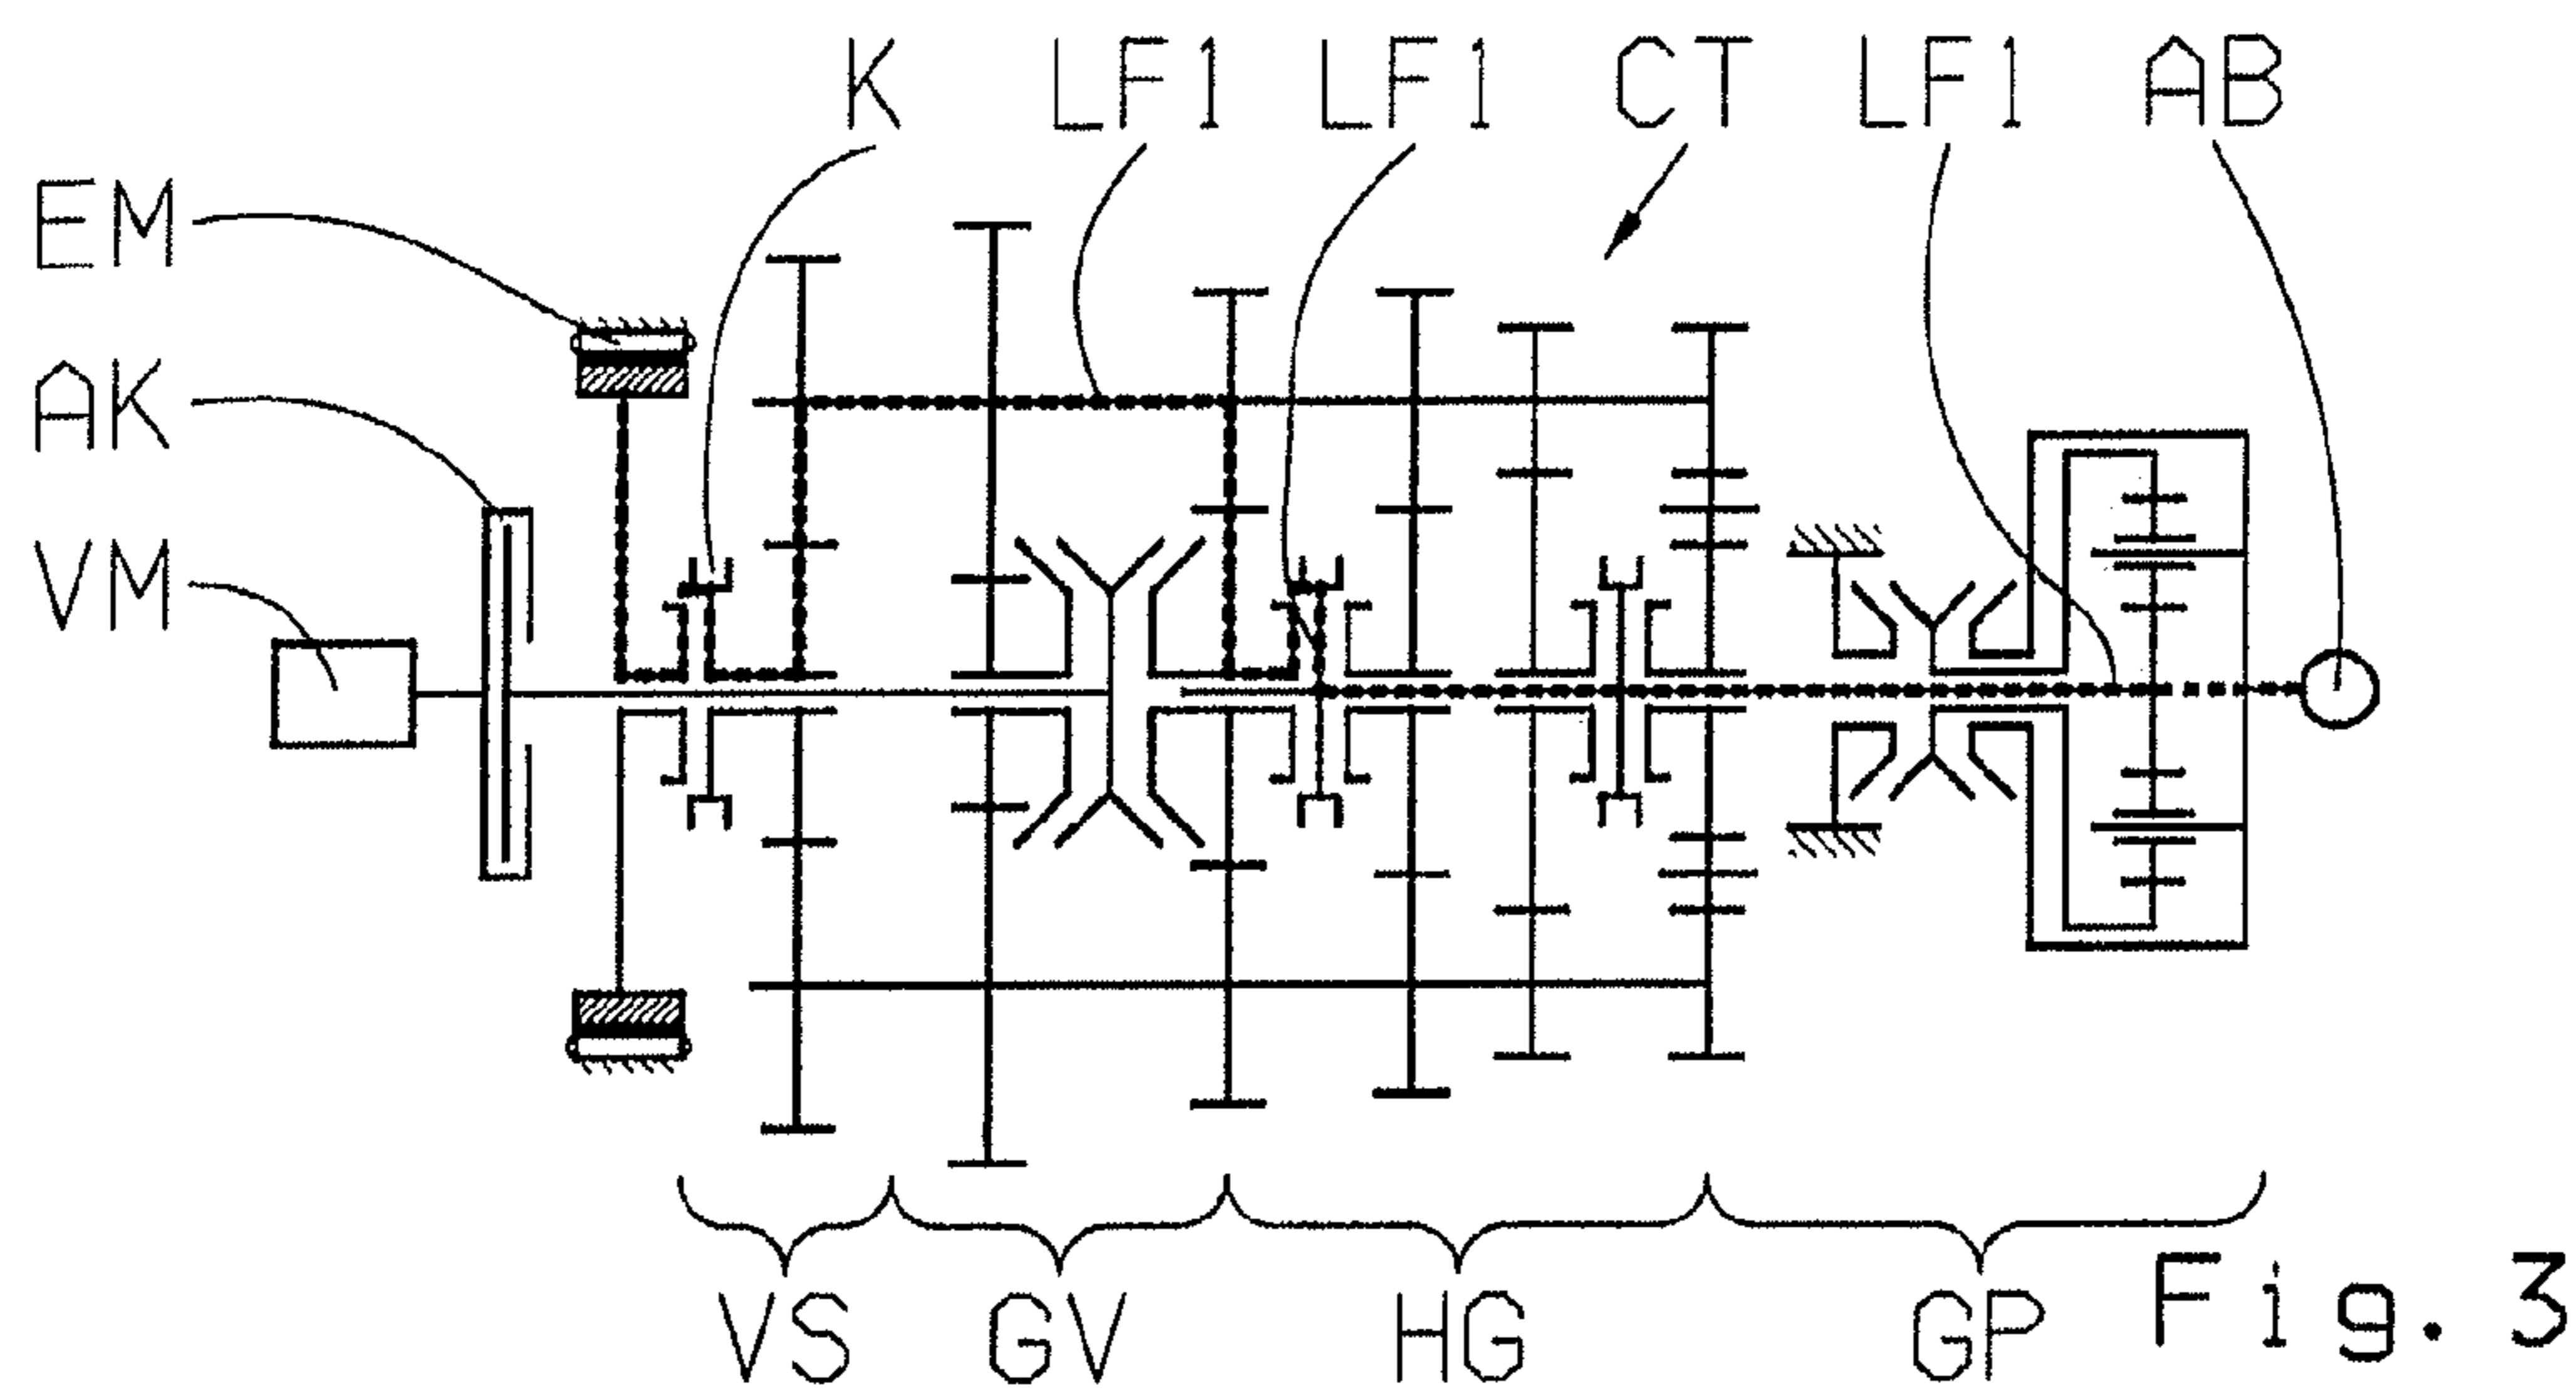 K LF1 LF1 CT LF1 AB
EM
AK
VM
VS GV HG GP Fig. 3